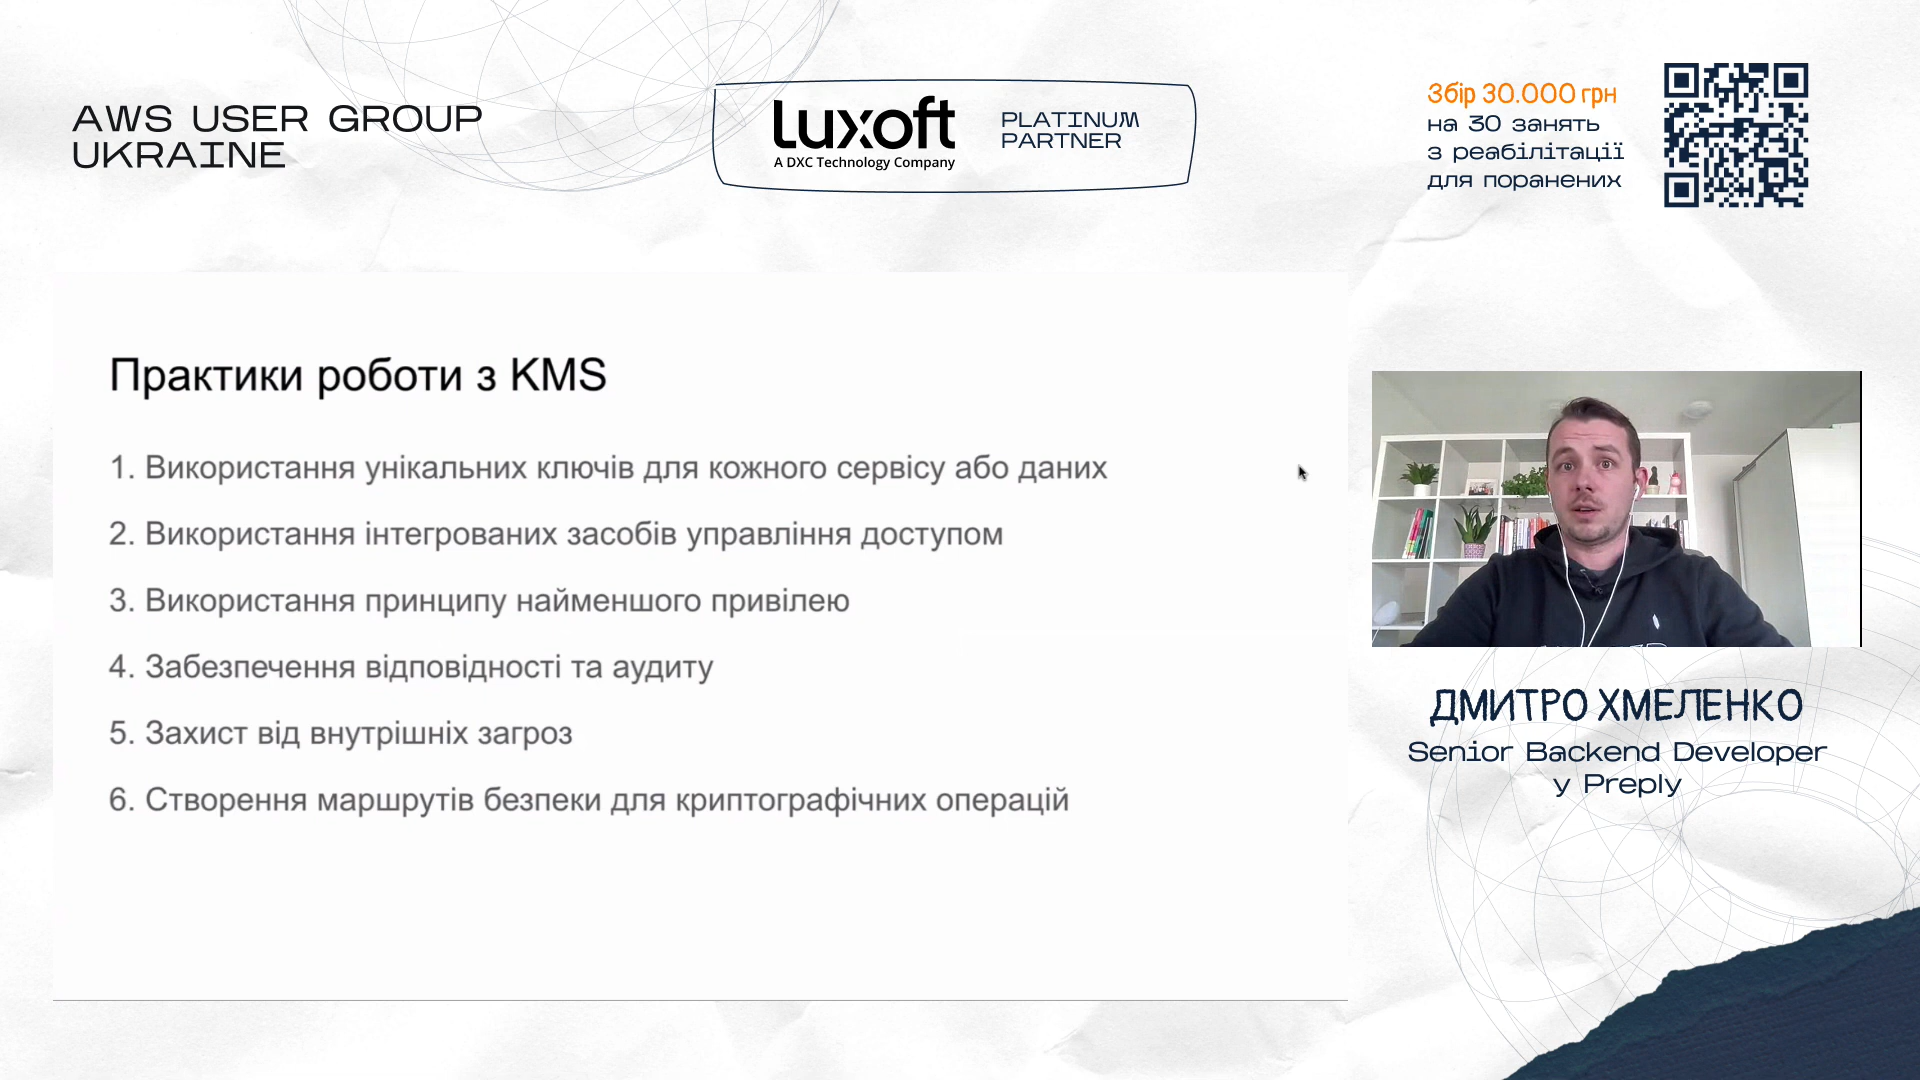 AWS USER GROUP
UKRAINE
luxoft
A DXC Technology Company
PLATINUM
PARTNER
Збір 30.000 грн
на 30 занять
з реабілітації
для поранених
Практики роботи з KMS
1. Використання унікальних ключів для кожного сервісу або даних
2. Використання інтегрованих засобів управління доступом
3. Використання принципу найменшого привілею
4. Забезпечення відповідності та аудиту
5. Захист від внутрішніх загроз
6. Створення маршрутів безпеки для криптографічних операцій
ДМИТРО ХМЕЛЕНКО
Senior Backend Developer
у Preply